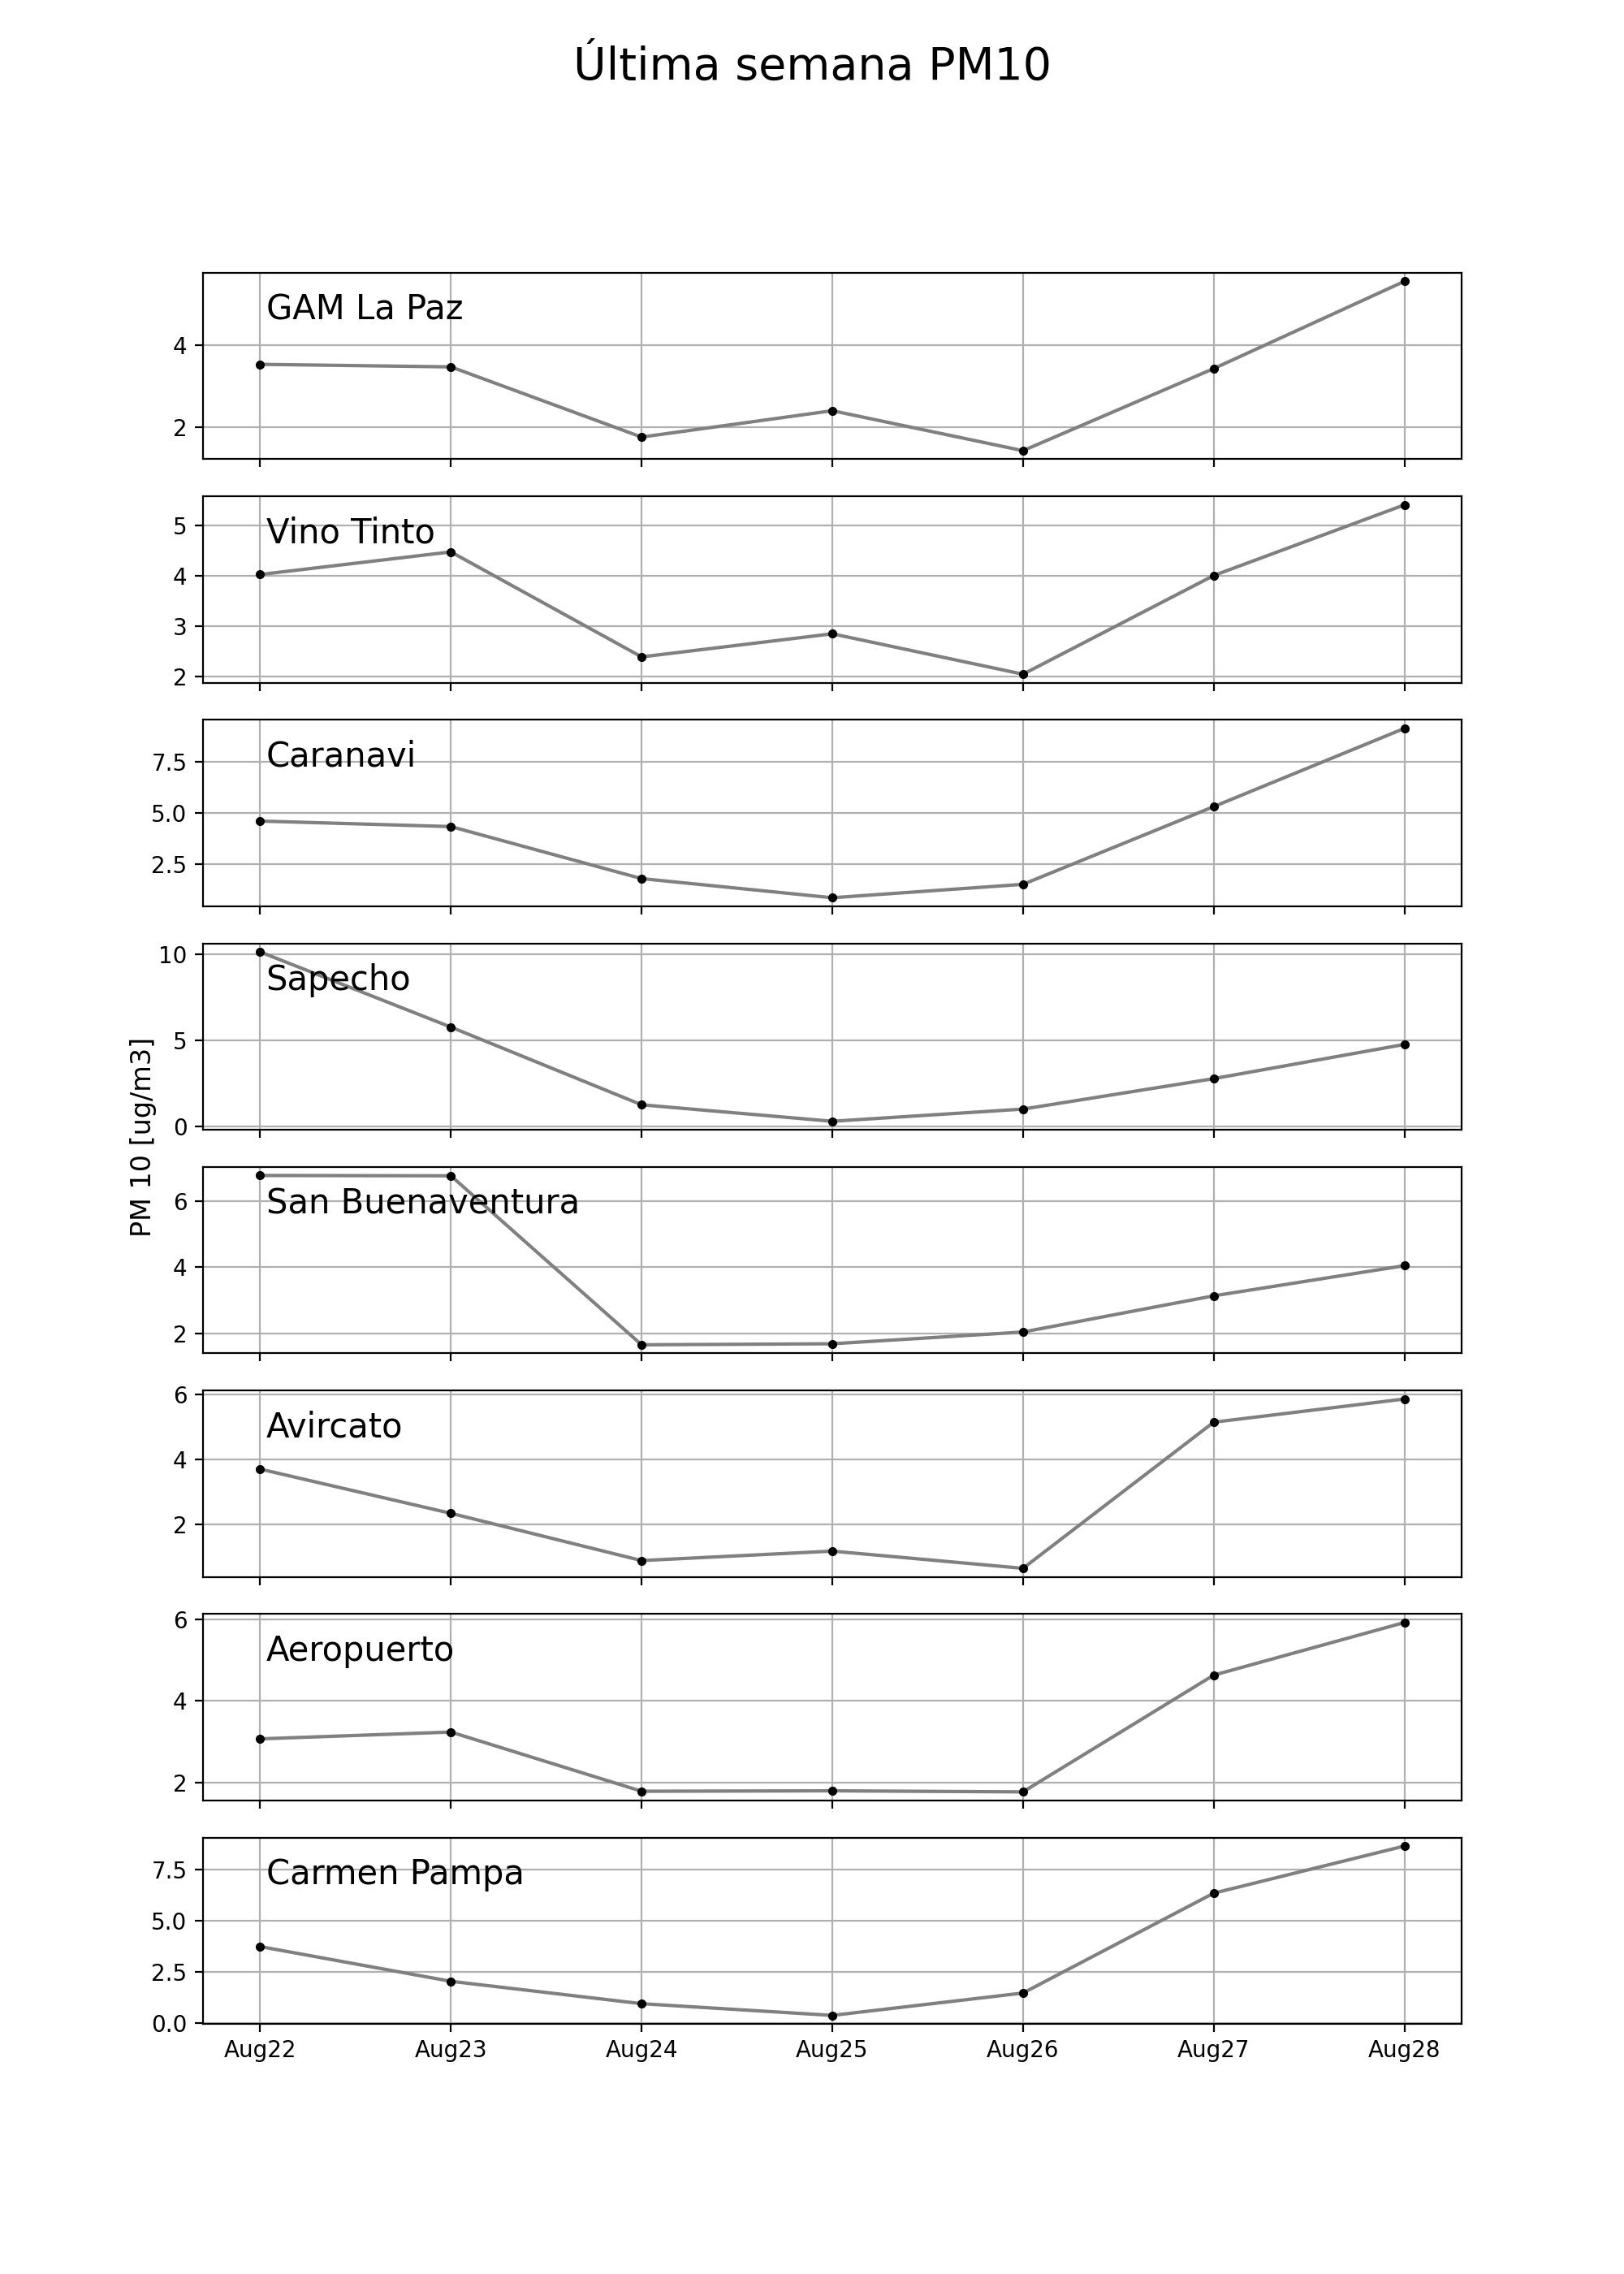 Última semana PM10
GAM La Paz
4
2
Vino Tinto
5
4
3
2
Caranavi
7.5
5.0
2.5
Sapecho
10
5
0
PM 10 [ug/m3]
San Buenaventura
6
4
2
Avircato
6
4
2
Aeropuerto
6
4
2
Carmen Pampa
7.5
5.0
2.5
0.0
Aug22 Aug23 Aug24 Aug25 Aug26 Aug27 Aug28